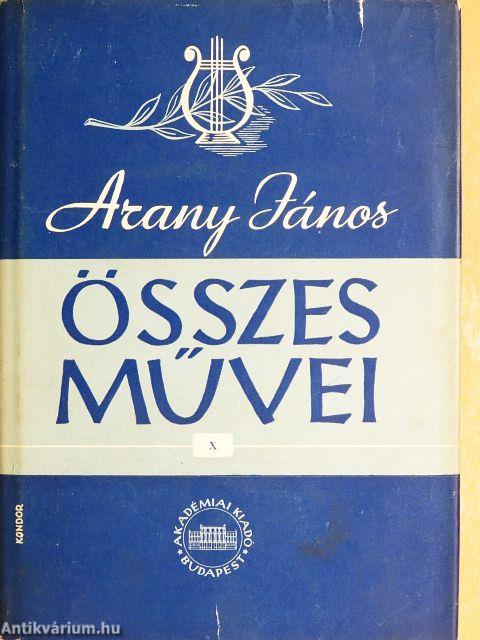 Arany János
ÖSSZES
MŰVEI
X
KONDOR
AKADÉMIAI KIADÓ
BUDAPEST
Antikvárium.hu